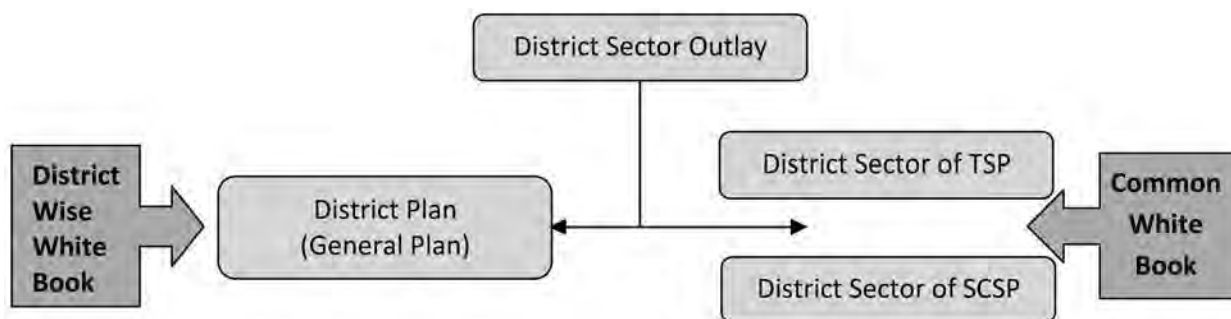 District Sector Outlay
District
Wise
White
Book
District Plan
(General Plan)
District Sector of TSP
District Sector of SCSP
Common
White
Book